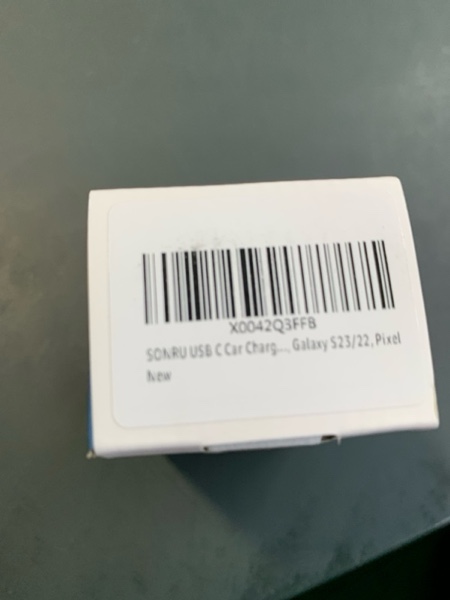 X0042Q3FFB
SONRU USB C Car Charg..., Galaxy S23/22, Pixel
New